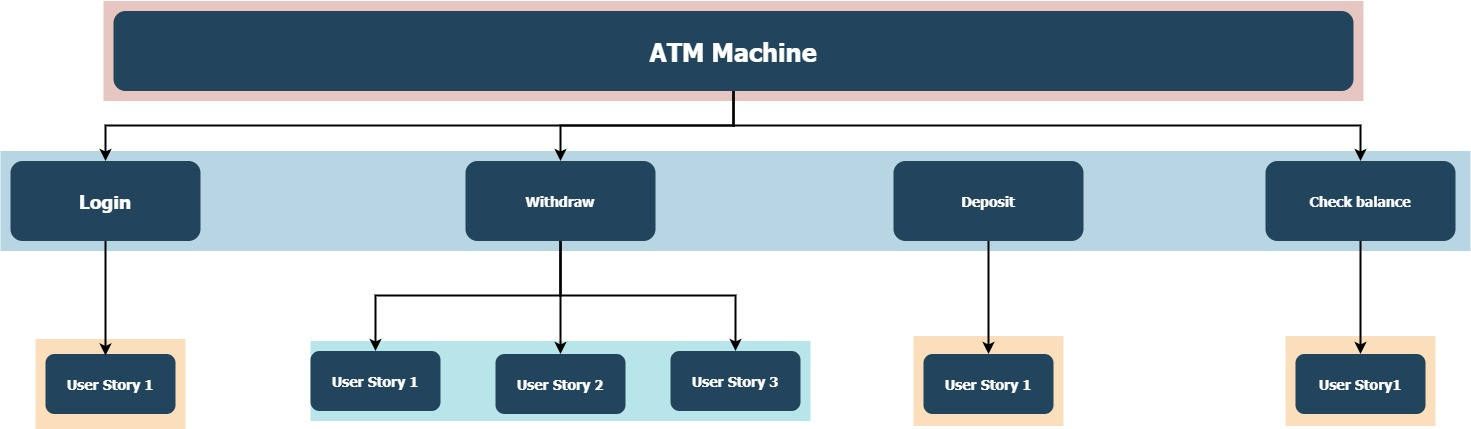 ATM Machine
Login
Withdraw
Deposit
Check balance
User Story 1
User Story 1
User Story 2
User Story 3
User Story 1
User Story1